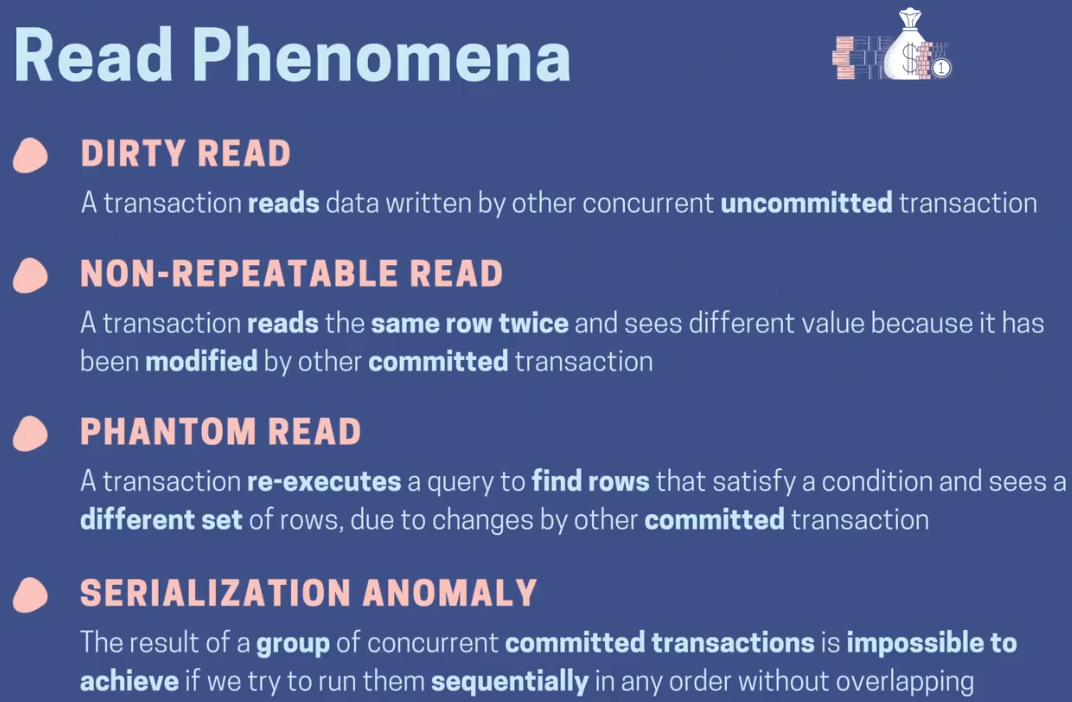 Read Phenomena
$
1
DIRTY READ
A transaction reads data written by other concurrent uncommitted transaction
NON-REPEATABLE READ
A transaction reads the same row twice and sees different value because it has
been modified by other committed transaction
PHANTOM READ
A transaction re-executes a query to find rows that satisfy a condition and sees a
different set of rows, due to changes by other committed transaction
SERIALIZATION ANOMALY
The result of a group of concurrent committed transactions is impossible to
achieve if we try to run them sequentially in any order without overlapping